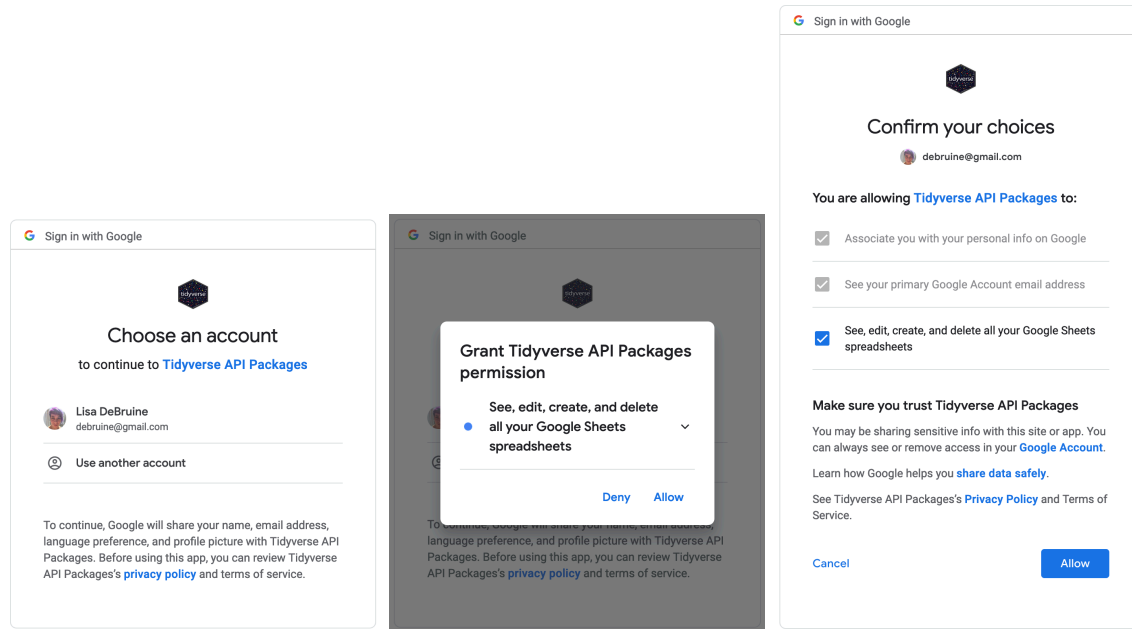 Sign in with Google
tidyverse
Choose an account
to continue to Tidyverse API Packages
Lisa DeBruine
debruine@gmail.com
Use another account
To continue, Google will share your name, email address,
language preference, and profile picture with Tidyverse API
Packages. Before using this app, you can review Tidyverse
API Packages's privacy policy and terms of service.
Sign in with Google
tidyverse
Grant Tidyverse API Packages
permission
See, edit, create, and delete
all your Google Sheets
spreadsheets
Deny Allow
To continue, Google will share your name, email address,
language preference, and profile picture with Tidyverse API
Packages. Before using this app, you can review Tidyverse
API Packages's privacy policy and terms of service.
Sign in with Google
tidyverse
Confirm your choices
debruine@gmail.com
You are allowing Tidyverse API Packages to:
Associate you with your personal info on Google
See your primary Google Account email address
See, edit, create, and delete all your Google Sheets
spreadsheets
Make sure you trust Tidyverse API Packages
You may be sharing sensitive info with this site or app. You
can always see or remove access in your Google Account.
Learn how Google helps you share data safely.
See Tidyverse API Packages's Privacy Policy and Terms of
Service.
Cancel Allow